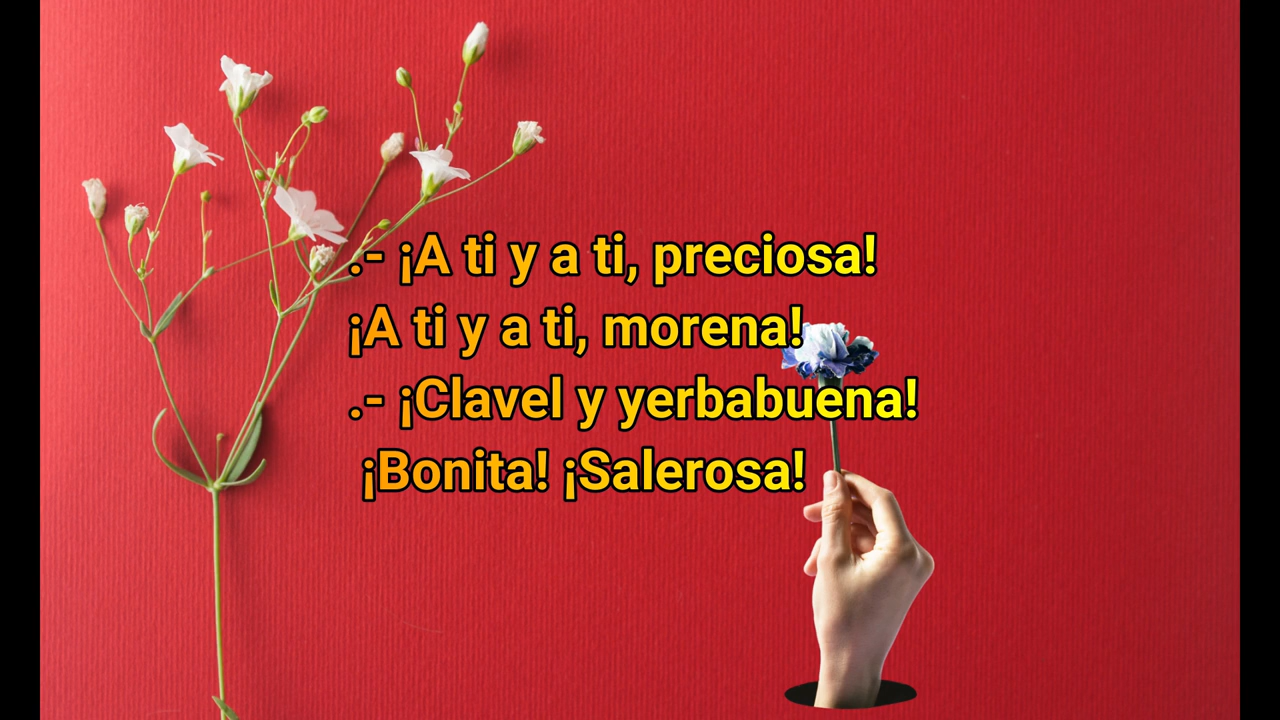 .- ¡A ti y a ti, preciosa!
¡A ti y a ti, morena!
.- ¡Clavel y yerbabuena!
¡Bonita! ¡Salerosa!